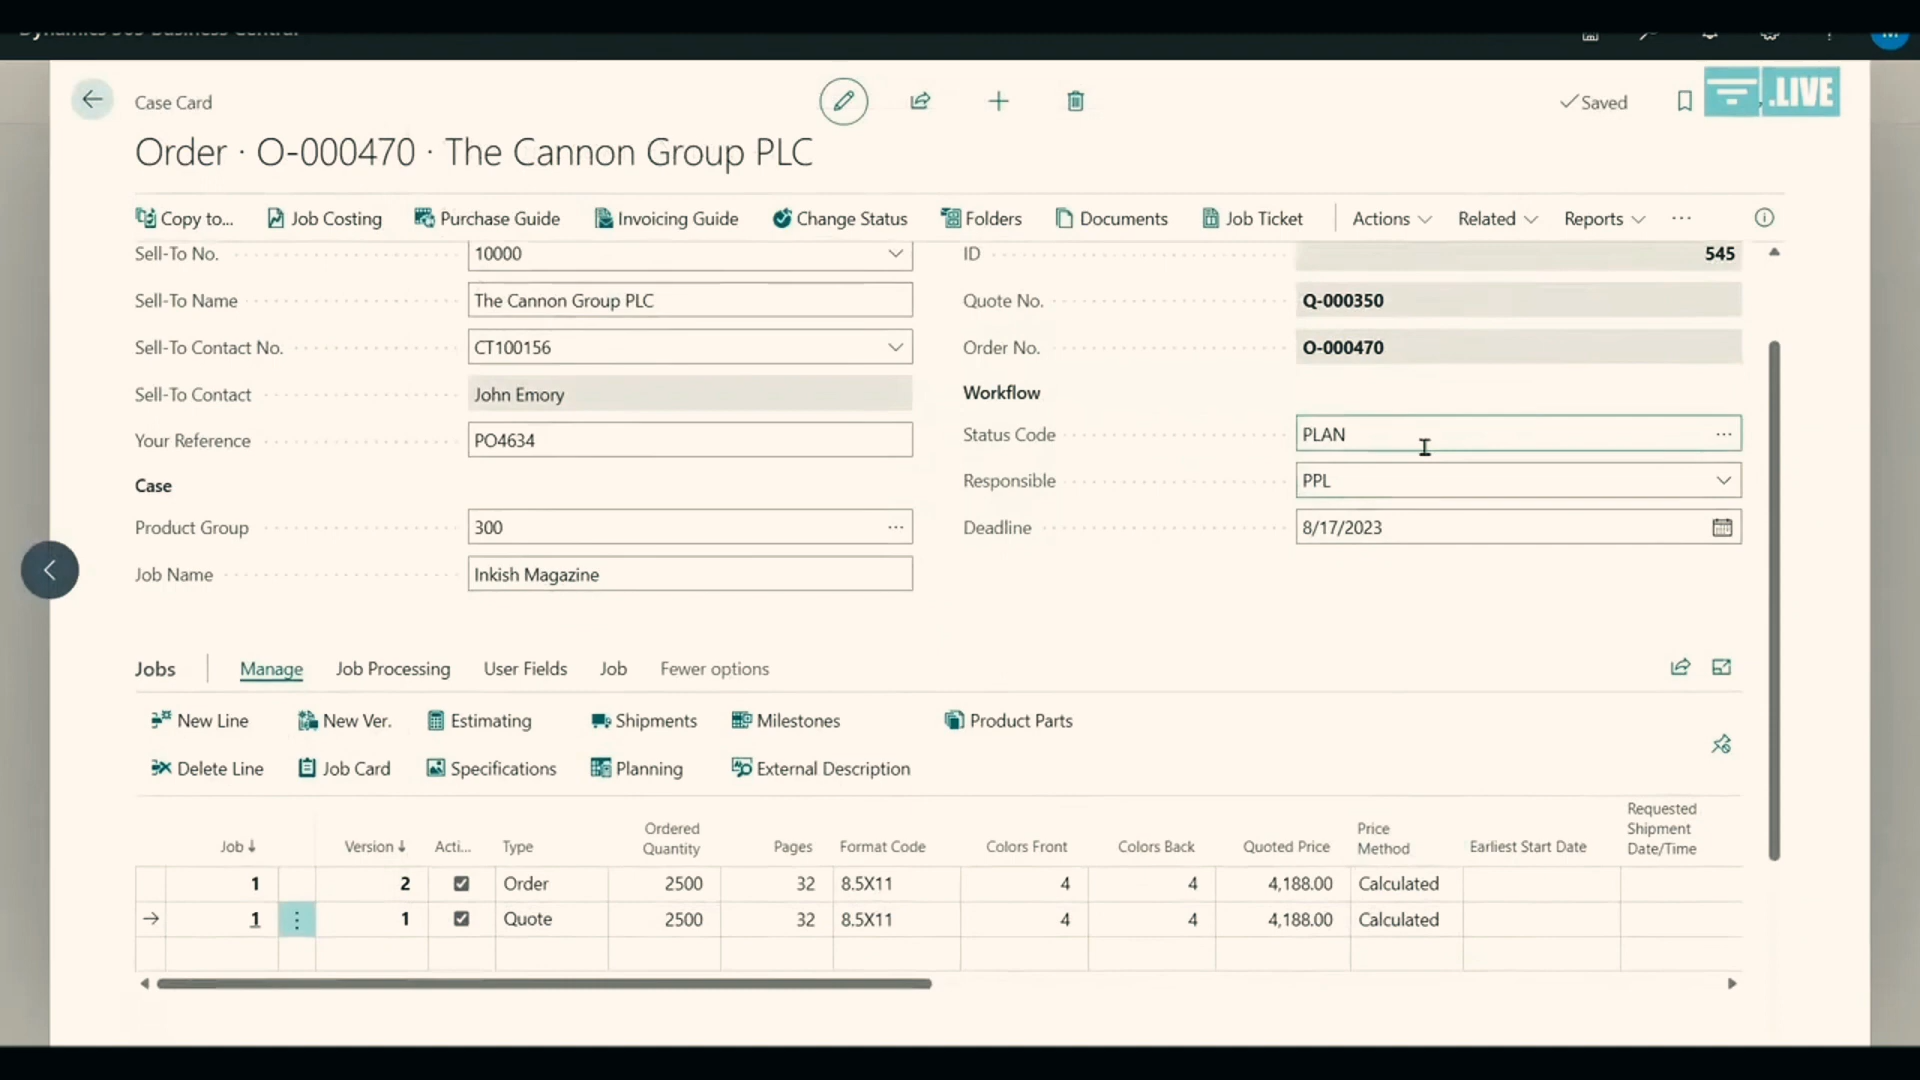 Dynamics 365 Business Central
M
Case Card
Saved
.LIVE
Order · O-000470 · The Cannon Group PLC
Copy to...
Job Costing
Purchase Guide
Invoicing Guide
Change Status
Folders
Documents
Job Ticket
Actions
Related
Reports
Sell-To No.
10000
Sell-To Name
The Cannon Group PLC
Sell-To Contact No.
CT100156
Sell-To Contact
John Emory
Your Reference
PO4634
Case
Product Group
300
Job Name
Inkish Magazine
ID
545
Quote No.
Q-000350
Order No.
O-000470
Workflow
Status Code
PLAN
Responsible
PPL
Deadline
8/17/2023
Jobs
Manage
Job Processing
User Fields
Job
Fewer options
New Line
New Ver.
Estimating
Shipments
Milestones
Product Parts
Delete Line
Job Card
Specifications
Planning
External Description
Job↓ Version↓ Acti... Type Ordered Quantity Pages Format Code Colors Front Colors Back Quoted Price Price Method Earliest Start Date Requested Shipment Date/Time
1 2 Order 2500 32 8.5X11 4 4 4,188.00 Calculated
1 1 Quote 2500 32 8.5X11 4 4 4,188.00 Calculated